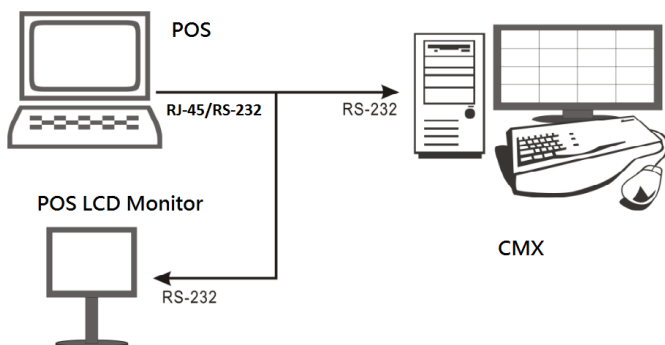 POS
RJ-45/RS-232
RS-232
POS LCD Monitor
CMX
RS-232